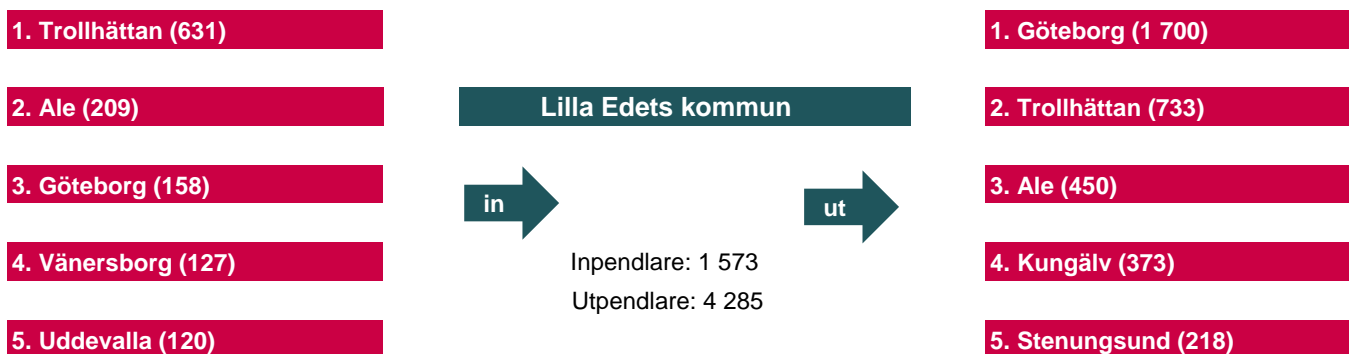 1. Trollhättan (631)
2. Ale (209)
3. Göteborg (158)
4. Vänersborg (127)
5. Uddevalla (120)
Lilla Edets kommun
in
ut
Inpendlare: 1 573
Utpendlare: 4 285
1. Göteborg (1 700)
2. Trollhättan (733)
3. Ale (450)
4. Kungälv (373)
5. Stenungsund (218)